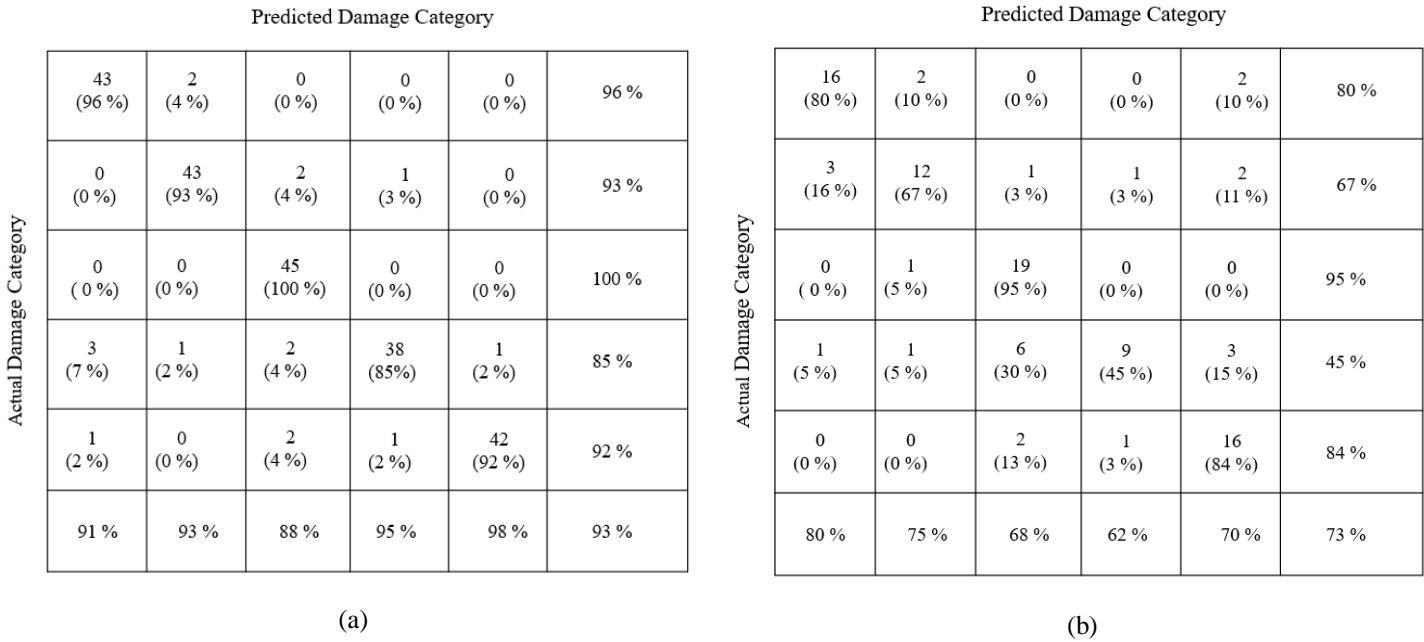 Predicted Damage Category
Actual Damage Category
43 2 0 0 0
(96 %) (4 %) (0 %) (0 %) (0 %) 96 %
0 43 2 1 0
(0 %) (93 %) (4 %) (3 %) (0 %) 93 %
0 0 45 0 0
( 0 %) (0 %) (100 %) (0 %) (0 %) 100 %
3 1 2 38 1
(7 %) (2 %) (4 %) (85%) (2 %) 85 %
1 0 2 1 42
(2 %) (0 %) (4 %) (2 %) (92 %) 92 %
91 % 93 % 88 % 95 % 98 % 93 %
(a)
Predicted Damage Category
Actual Damage Category
16 2 0 0 2
(80 %) (10 %) (0 %) (0 %) (10 %) 80 %
3 12 1 1 2
(16 %) (67 %) (3 %) (3 %) (11 %) 67 %
0 1 19 0 0
( 0 %) (5 %) (95 %) (0 %) (0 %) 95 %
1 1 6 9 3
(5 %) (5 %) (30 %) (45 %) (15 %) 45 %
0 0 2 1 16
(0 %) (0 %) (13 %) (3 %) (84 %) 84 %
80 % 75 % 68 % 62 % 70 % 73 %
(b)